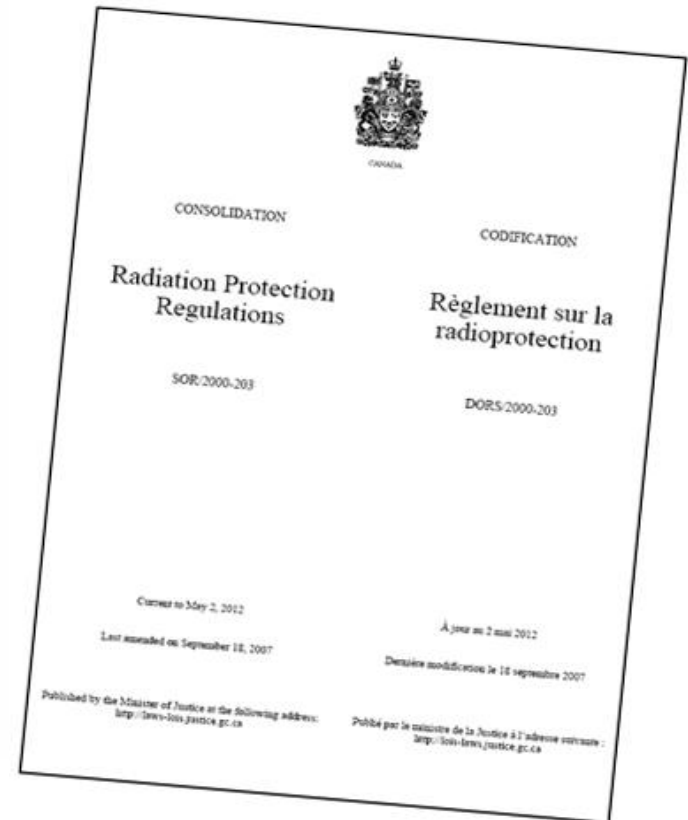 CANADA
CONSOLIDATION
Radiation Protection
Regulations
SOR/2000-203
Current to May 2, 2012
Last amended on September 18, 2007
Published by the Minister of Justice at the following address:
http://laws-lois.justice.gc.ca
CODIFICATION
Règlement sur la
radioprotection
DORS/2000-203
À jour au 2 mai 2012
Dernière modification le 18 septembre 2007
Publié par le ministre de la Justice à l'adresse suivante :
http://lois-laws.justice.gc.ca